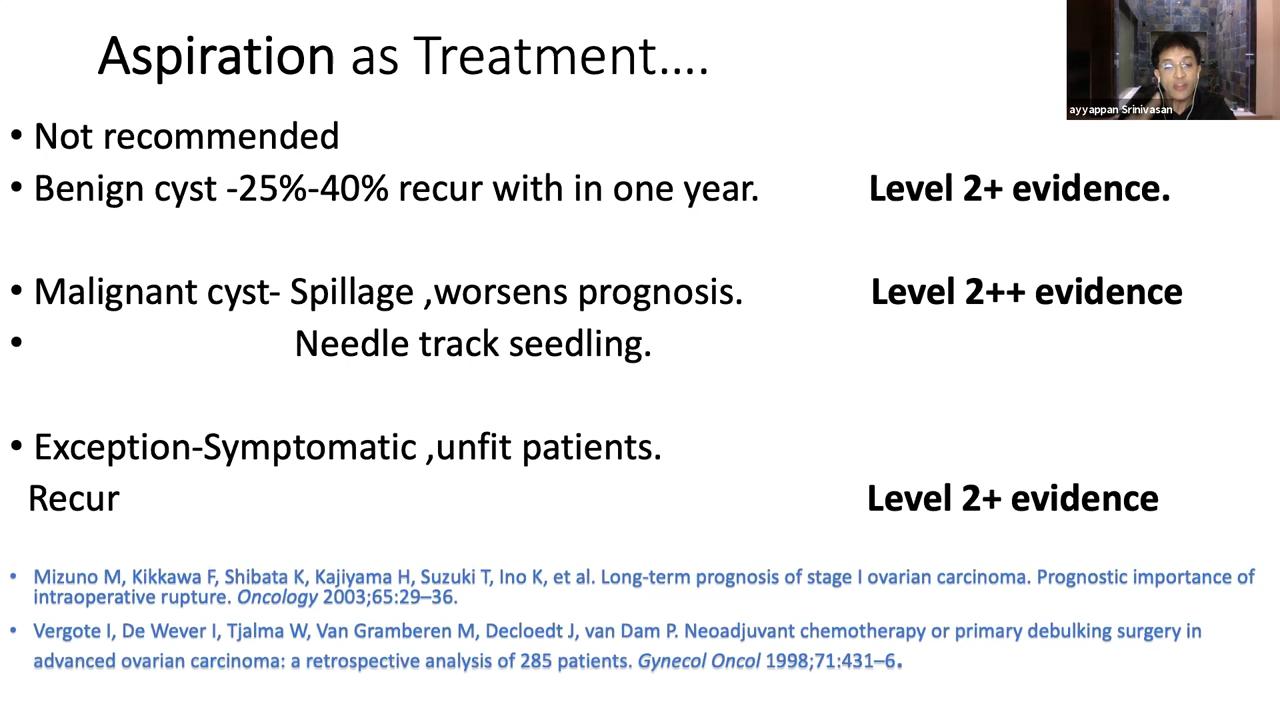 Aspiration as Treatment....
ayyappan Srinivasan
• Not recommended
• Benign cyst -25%-40% recur with in one year. Level 2+ evidence.
• Malignant cyst- Spillage ,worsens prognosis. Level 2++ evidence
• Needle track seedling.
• Exception-Symptomatic ,unfit patients.
Recur Level 2+ evidence
• Mizuno M, Kikkawa F, Shibata K, Kajiyama H, Suzuki T, Ino K, et al. Long-term prognosis of stage I ovarian carcinoma. Prognostic importance of
intraoperative rupture. Oncology 2003;65:29–36.
• Vergote I, De Wever I, Tjalma W, Van Gramberen M, Decloedt J, van Dam P. Neoadjuvant chemotherapy or primary debulking surgery in
advanced ovarian carcinoma: a retrospective analysis of 285 patients. Gynecol Oncol 1998;71:431–6.